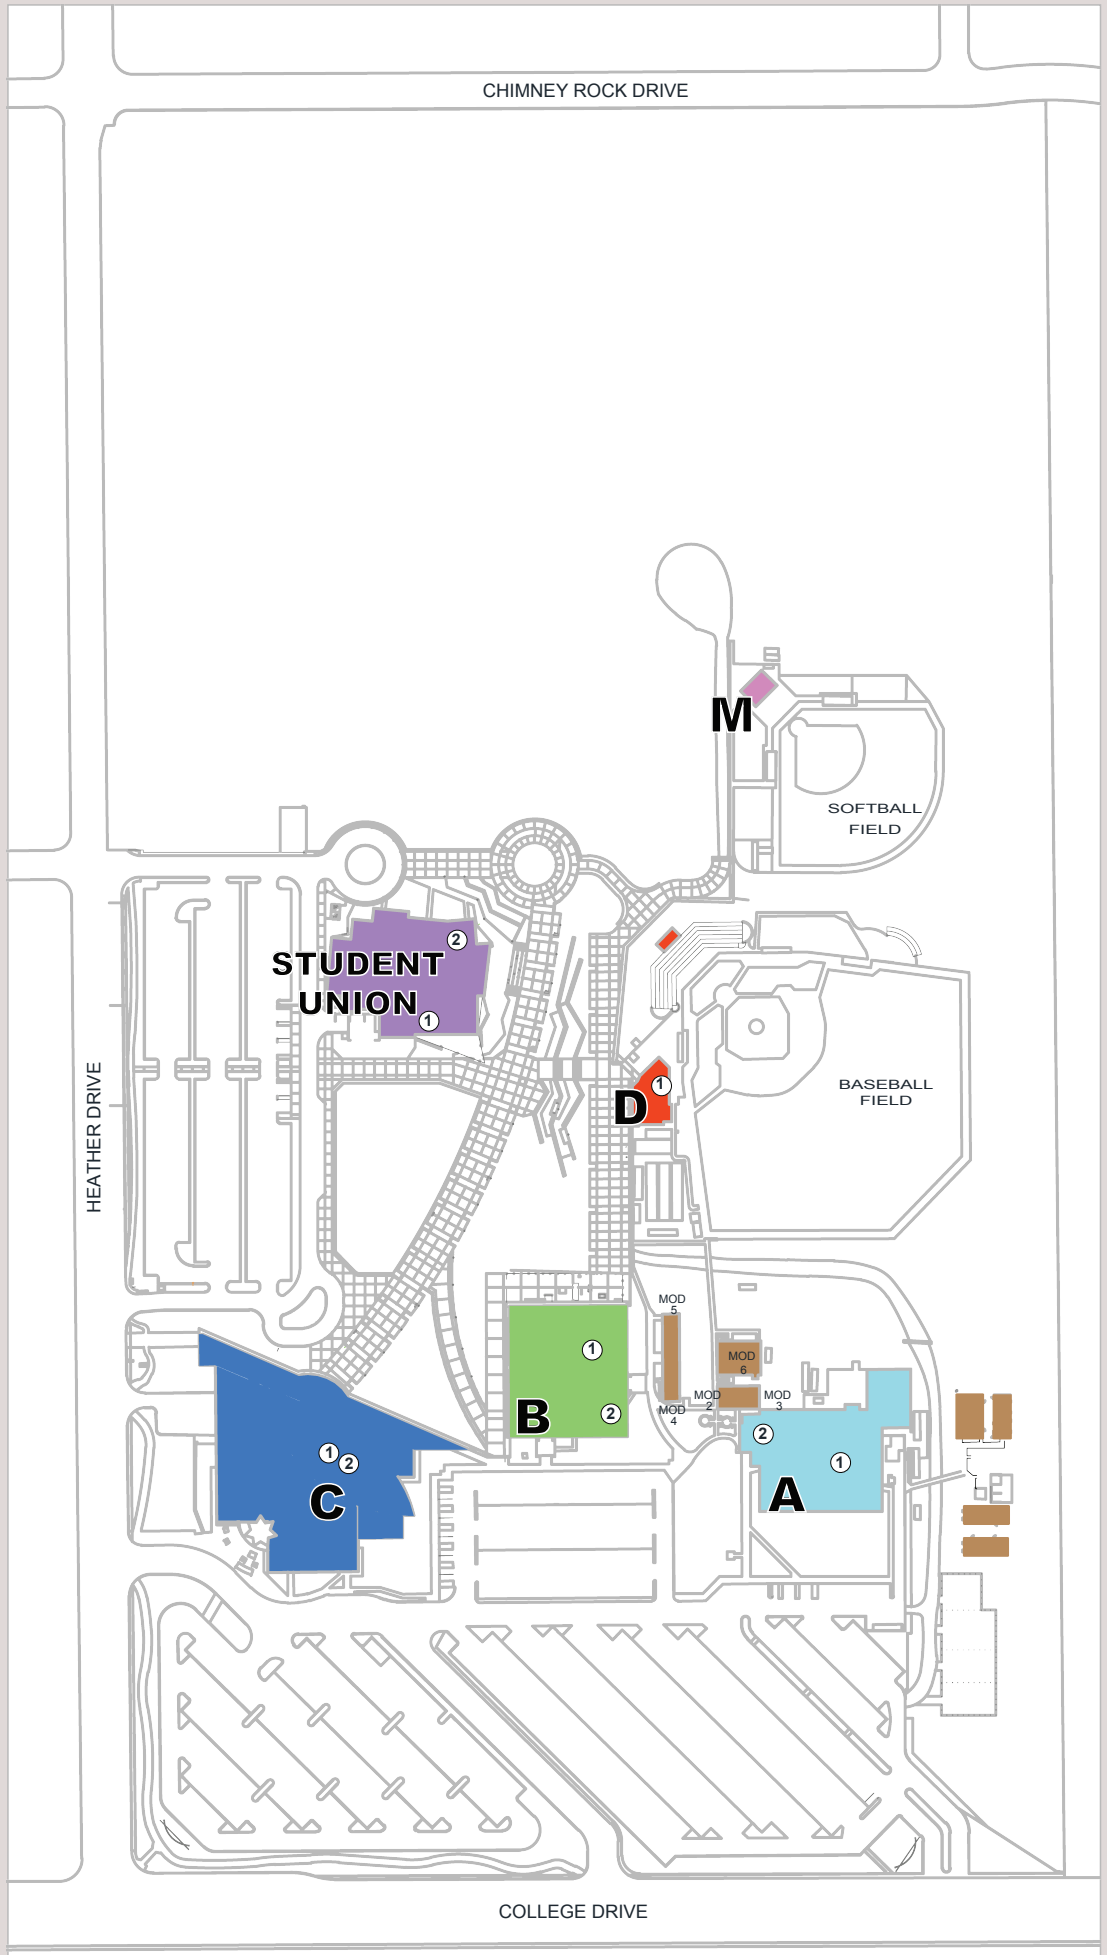 CHIMNEY ROCK DRIVE
M
SOFTBALL
FIELD
2
STUDENT
UNION
1
HEATHER DRIVE
BASEBALL
FIELD
1
D
MOD
5
1
MOD
6
MOD
2
MOD
3
MOD
4
B
2
2
1
1
2
C
A
COLLEGE DRIVE